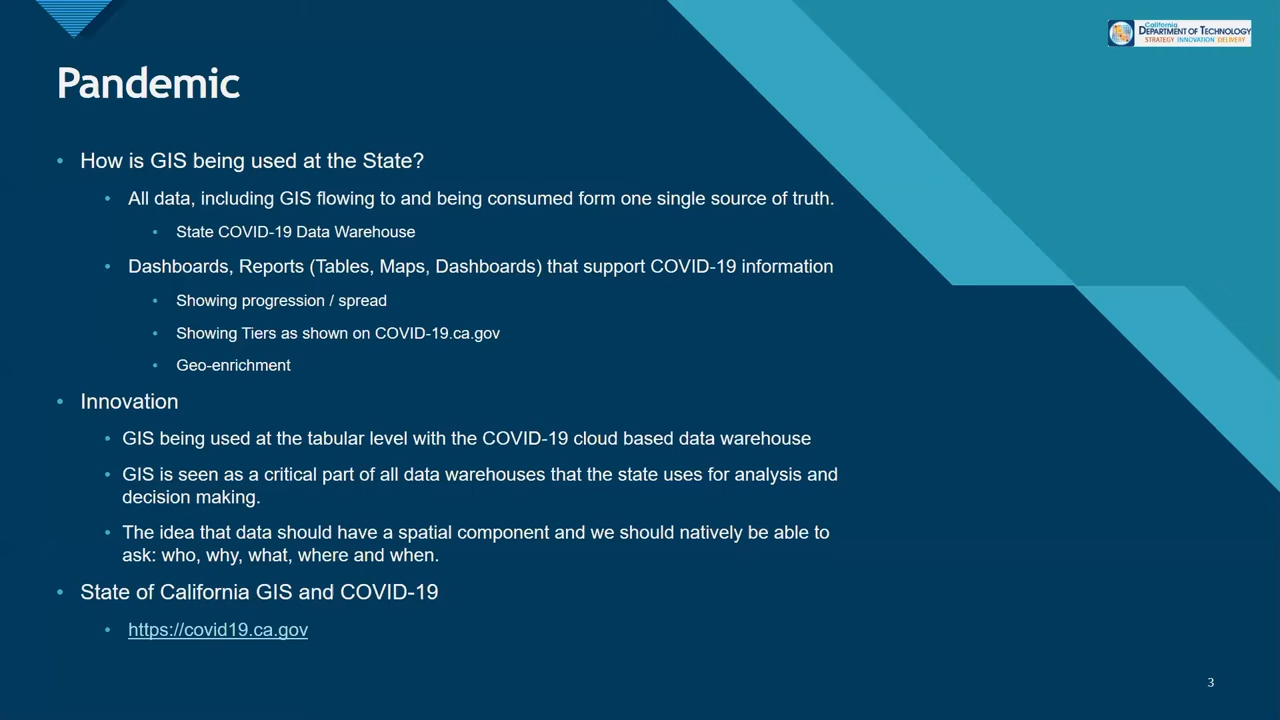 California
DEPARTMENT OF TECHNOLOGY
STRATEGY INNOVATION DELIVERY
Pandemic
• How is GIS being used at the State?
• All data, including GIS flowing to and being consumed form one single source of truth.
• State COVID-19 Data Warehouse
• Dashboards, Reports (Tables, Maps, Dashboards) that support COVID-19 information
• Showing progression / spread
• Showing Tiers as shown on COVID-19.ca.gov
• Geo-enrichment
• Innovation
• GIS being used at the tabular level with the COVID-19 cloud based data warehouse
• GIS is seen as a critical part of all data warehouses that the state uses for analysis and
decision making.
• The idea that data should have a spatial component and we should natively be able to
ask: who, why, what, where and when.
• State of California GIS and COVID-19
• https://covid19.ca.gov
3